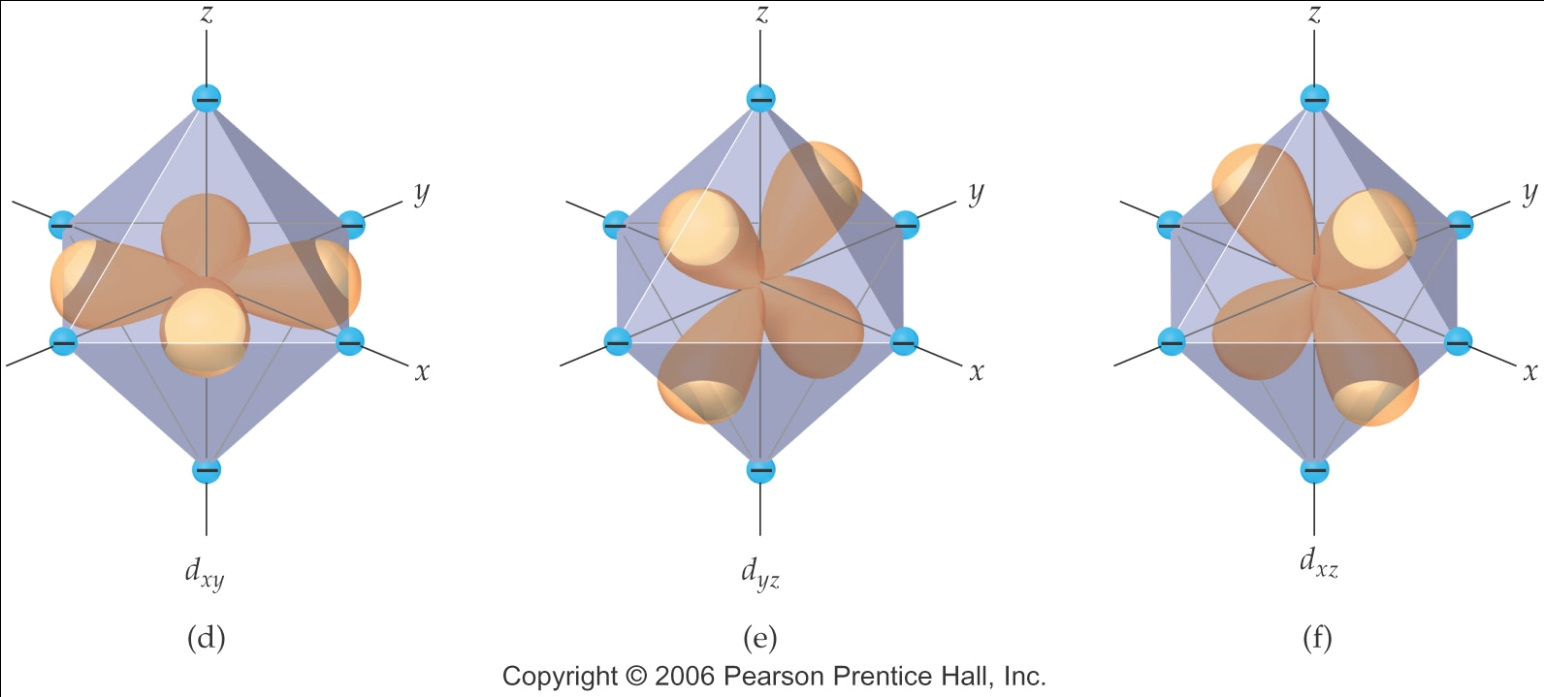 z z z
y y y
x x x
d_xy d_yz d_xz
(d) (e) (f)
Copyright © 2006 Pearson Prentice Hall, Inc.